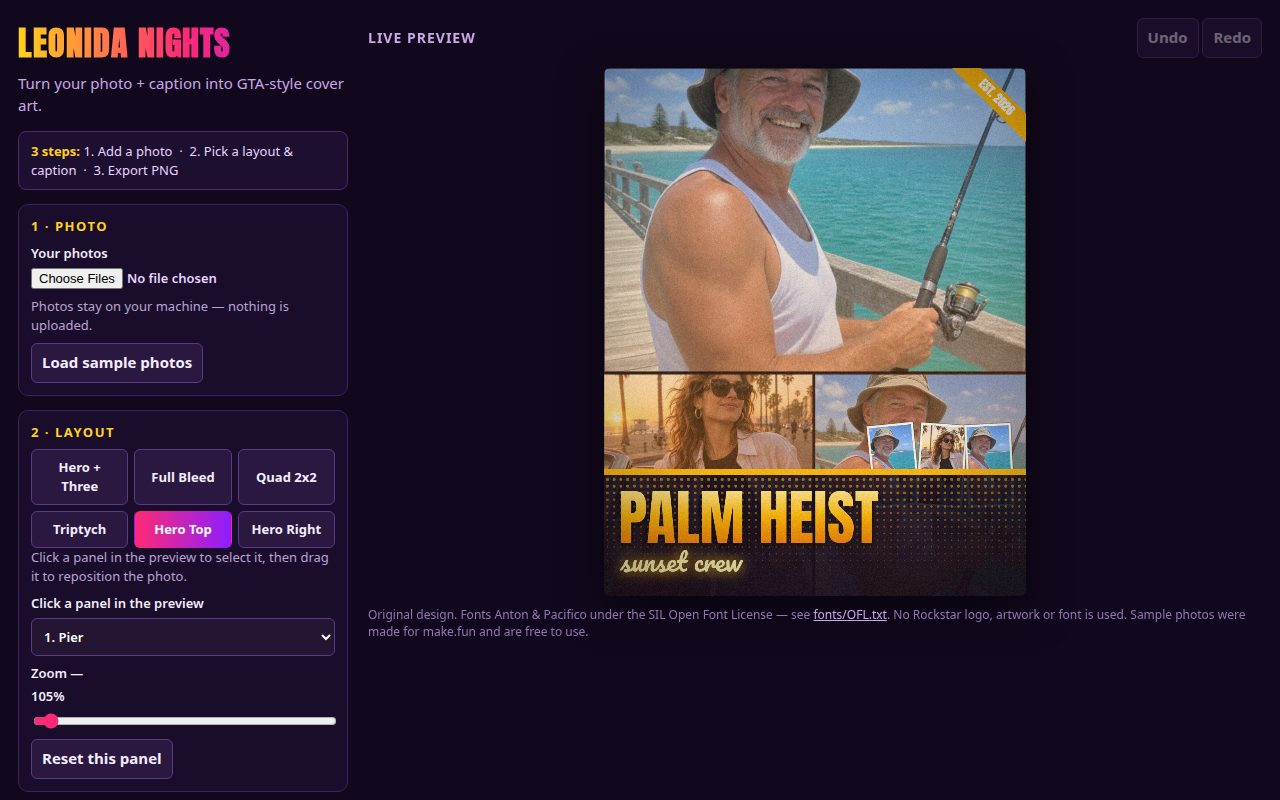 LEONIDA NIGHTS
Turn your photo + caption into GTA-style cover
art.
3 steps: 1. Add a photo · 2. Pick a layout &
caption · 3. Export PNG
1 · PHOTO
Your photos
Choose Files No file chosen
Photos stay on your machine — nothing is
uploaded.
Load sample photos
2 · LAYOUT
Hero +
Three
Full Bleed
Quad 2x2
Triptych
Hero Top
Hero Right
Click a panel in the preview to select it, then drag
it to reposition the photo.
Click a panel in the preview
1. Pier
Zoom —
105%
Reset this panel
LIVE PREVIEW
Undo
Redo
EST. 2026
PALM HEIST
sunset crew
Original design. Fonts Anton & Pacifico under the SIL Open Font License — see fonts/OFL.txt. No Rockstar logo, artwork or font is used. Sample photos were
made for make.fun and are free to use.